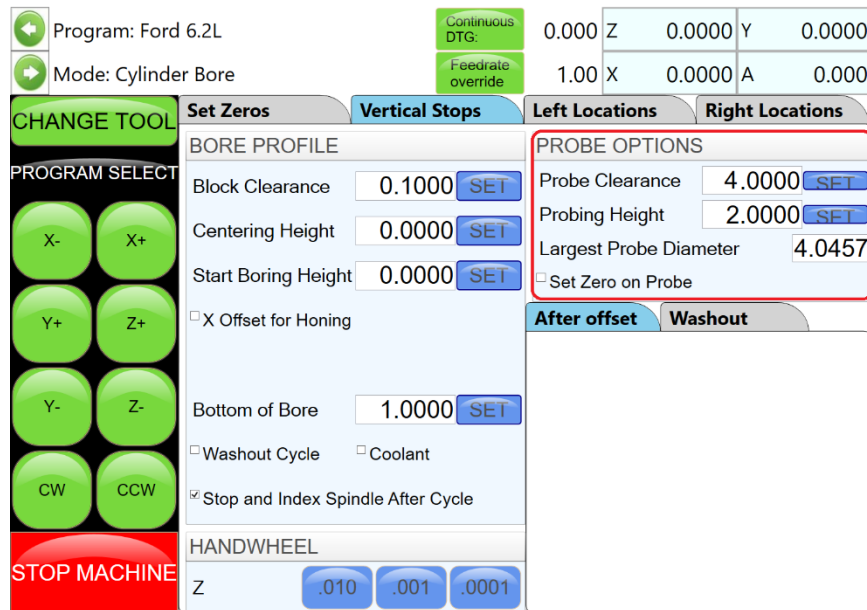 Program: Ford 6.2L
Continuous DTG:
0.000
Z
0.0000
Y
0.0000
Mode: Cylinder Bore
Feedrate override
1.00
X
0.0000
A
0.000
CHANGE TOOL
Set Zeros
Vertical Stops
Left Locations
Right Locations
PROGRAM SELECT
X-
X+
Y+
Z+
Y-
Z-
CW
CCW
STOP MACHINE
BORE PROFILE
Block Clearance 0.1000 SET
Centering Height 0.0000 SET
Start Boring Height 0.0000 SET
X Offset for Honing
Bottom of Bore 1.0000 SET
Washout Cycle
Coolant
Stop and Index Spindle After Cycle
HANDWHEEL
Z .010 .001 .0001
PROBE OPTIONS
Probe Clearance 4.0000 SET
Probing Height 2.0000 SET
Largest Probe Diameter 4.0457
Set Zero on Probe
After offset
Washout